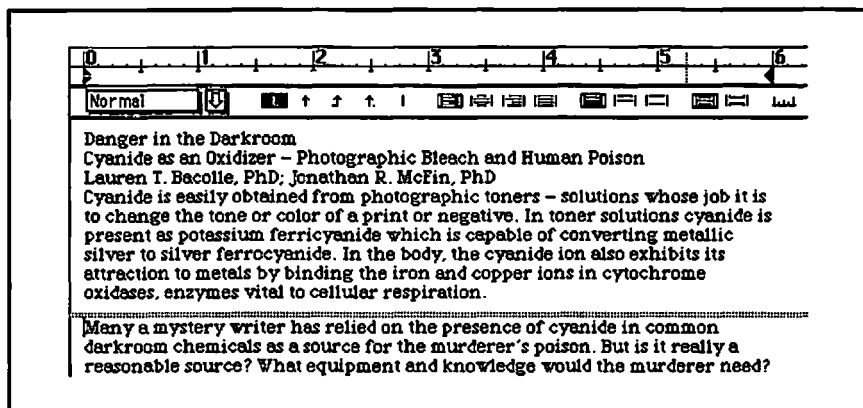 0 1 2 3 4 5 6
Normal
Danger in the Darkroom
Cyanide as an Oxidizer – Photographic Bleach and Human Poison
Lauren T. Bacolle, PhD; Jonathan R. McFin, PhD
Cyanide is easily obtained from photographic toners – solutions whose job it is
to change the tone or color of a print or negative. In toner solutions cyanide is
present as potassium ferricyanide which is capable of converting metallic
silver to silver ferrocyanide. In the body, the cyanide ion also exhibits its
attraction to metals by binding the iron and copper ions in cytochrome
oxidases, enzymes vital to cellular respiration.
Many a mystery writer has relied on the presence of cyanide in common
darkroom chemicals as a source for the murderer's poison. But is it really a
reasonable source? What equipment and knowledge would the murderer need?